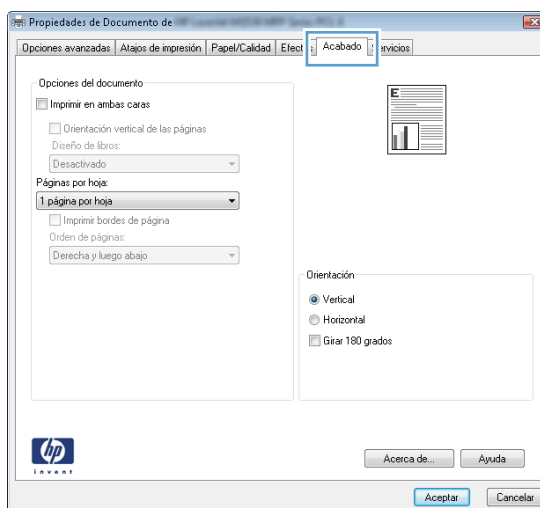 Propiedades de Documento de
Opciones avanzadas
Atajos de impresión
Papel/Calidad
Acabado
Opciones del documento
Imprimir en ambas caras
Orientación vertical de las páginas
Diseño de libros:
Desactivado
Páginas por hoja:
1 página por hoja
Imprimir bordes de página
Orden de páginas:
Derecha y luego abajo
E
Orientación
Vertical
Horizontal
Girar 180 grados
hp
invent
Acerca de...
Ayuda
Aceptar
Cancelar